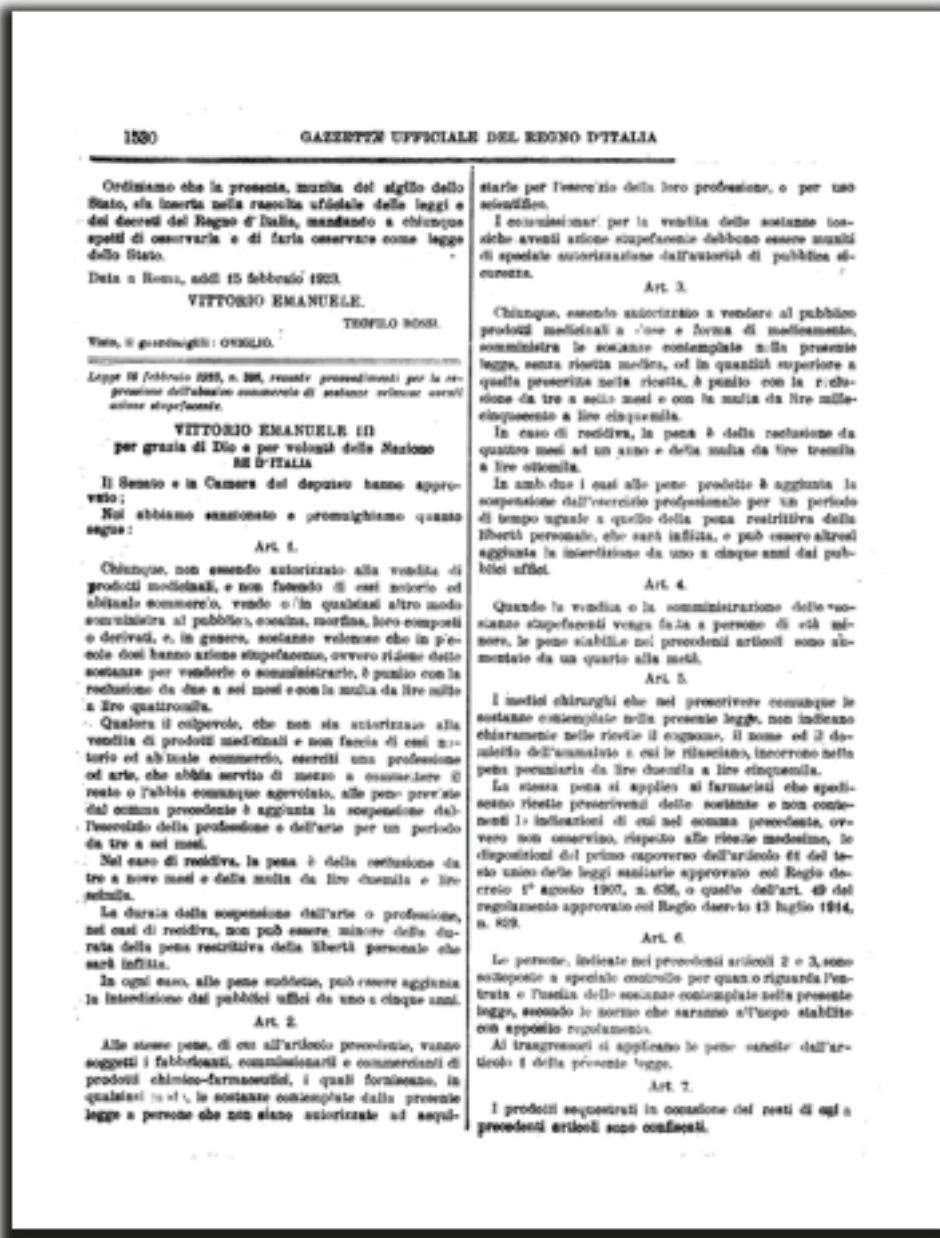 1530
GAZZETTA UFFICIALE DEL REGNO D'ITALIA
Ordiniamo che la presente, munita del sigillo dello
Stato, sia inserta nella raccolta ufficiale delle leggi e
dei decreti del Regno d'Italia, mandando a chiunque
spetti di osservarla e di farla osservare come legge
dello Stato.
Data a Roma, addì 15 febbraio 1923.
VITTORIO EMANUELE.
TEOFILO ROSSI.
Visto, il guardasigilli: OVIGLIO.
Legge 18 febbraio 1923, n. 396, recante provvedimenti per la re-
pressione dell'abusivo commercio di sostanze velenose aventi
azione stupefacente.
VITTORIO EMANUELE III
per grazia di Dio e per volontà della Nazione
RE D'ITALIA
Il Senato e la Camera dei deputati hanno appro-
vato;
Noi abbiamo sanzionato e promulghiamo quanto
segue:
Art. 1.
Chiunque, non essendo autorizzato alla vendita di
prodotti medicinali, e non facendo di essi notorio ed
abituale commercio, vende o in qualsiasi altro modo
somministra al pubblico, cocaina, morfina, loro composti
o derivati, e, in genere, sostanze velenose che in pic-
cole dosi hanno azione stupefacente, ovvero ritiene dette
sostanze per venderle o somministrarle, è punito con la
reclusione da due a sei mesi e con la multa da lire mille
a lire quattromila.
Qualora il colpevole, che non sia autorizzato alla
vendita di prodotti medicinali e non faccia di essi no-
torio ed abituale commercio, eserciti una professione
od arte, che abbia servito di mezzo a commettere il
reato o l'abbia comunque agevolato, alle pene previste
dal comma precedente è aggiunta la sospensione dal-
l'esercizio della professione o dell'arte per un periodo
da tre a sei mesi.
Nel caso di recidiva, la pena è della reclusione da
tre a nove mesi e della multa da lire duemila a lire
seimila.
La durata della sospensione dall'arte o professione,
nei casi di recidiva, non può essere minore della du-
rata della pena restrittiva della libertà personale che
sarà inflitta.
In ogni caso, alle pene suddette, può essere aggiunta
la interdizione dai pubblici uffici da uno a cinque anni.
Art. 2.
Alle stesse pene, di cui all'articolo precedente, vanno
soggetti i fabbricanti, commissionarii e commercianti di
prodotti chimico-farmaceutici, i quali forniscano, in
qualsiasi modo, le sostanze contemplate dalla presente
legge a persone che non siano autorizzate ad acqui-
starle per l'esercizio della loro professione, o per uso
scientifico.
I commissionari per la vendita delle sostanze tos-
siche aventi azione stupefacente debbono essere muniti
di speciale autorizzazione dall'autorità di pubblica si-
curezza.
Art. 3.
Chiunque, essendo autorizzato a vendere al pubblico
prodotti medicinali a dose e forma di medicamento,
somministra le sostanze contemplate nella presente
legge, senza ricetta medica, od in quantità superiore a
quella prescritta nella ricetta, è punito con la reclu-
sione da tre a sette mesi e con la multa da lire mille-
cinquecento a lire cinquemila.
In caso di recidiva, la pena è della reclusione da
quattro mesi ad un anno e della multa da lire tremila
a lire ottomila.
In ambedue i casi alle pene predette è aggiunta la
sospensione dall'esercizio professionale per un periodo
di tempo uguale a quello della pena restrittiva della
libertà personale, che sarà inflitta, e può essere altresì
aggiunta la interdizione da uno a cinque anni dai pub-
blici uffici.
Art. 4.
Quando la vendita o la somministrazione delle so-
stanze stupefacenti venga fatta a persone di età mi-
nore, le pene stabilite nei precedenti articoli sono au-
mentate da un quarto alla metà.
Art. 5.
I medici chirurghi che nel prescrivere comunque le
sostanze contemplate nella presente legge, non indicano
chiaramente nelle ricette il cognome, il nome ed il do-
micilio dell'ammalato a cui le rilasciano, incorrono nella
pena pecuniaria da lire duemila a lire cinquemila.
La stessa pena si applica ai farmacisti che spedi-
scano ricette prescriventi delle sostanze e non conte-
nenti le indicazioni di cui nel comma precedente, ov-
vero non osservino, rispetto alle ricette medesime, le
disposizioni del primo capoverso dell'articolo 61 del te-
sto unico delle leggi sanitarie approvato col Regio de-
creto 1° agosto 1907, n. 636, o quello dell'art. 49 del
regolamento approvato col Regio decreto 13 luglio 1914,
n. 829.
Art. 6.
Le persone, indicate nei precedenti articoli 2 e 3, sono
sottoposte a speciale controllo per quanto riguarda l'en-
trata e l'uscita delle sostanze contemplate nella presente
legge, secondo le norme che saranno all'uopo stabilite
con apposito regolamento.
Ai trasgressori si applicano le pene sancite dall'ar-
ticolo 1 della presente legge.
Art. 7.
I prodotti sequestrati in occasione dei reati di cui a
precedenti articoli sono confiscati.